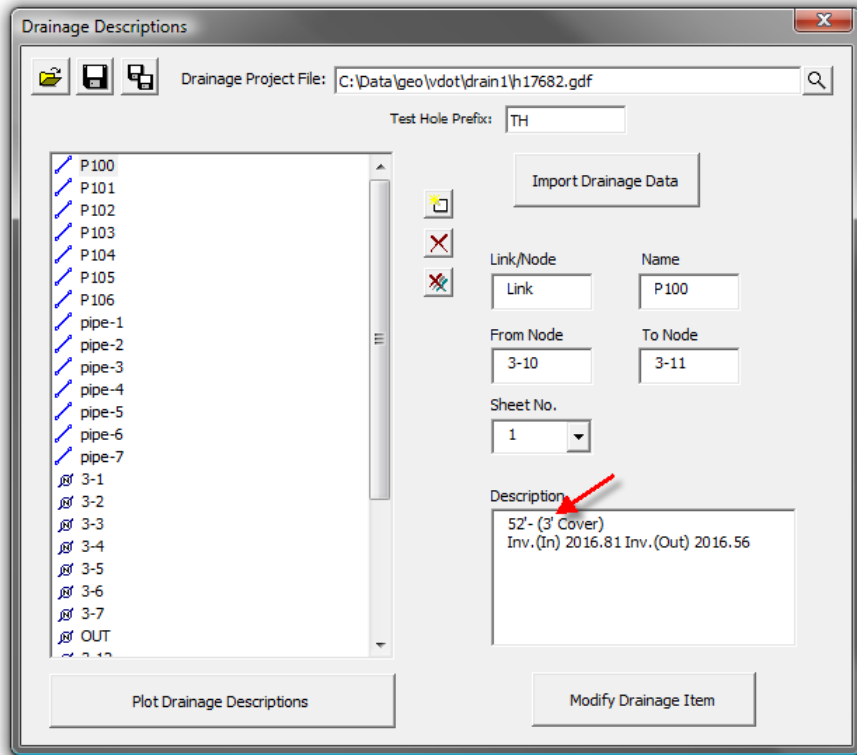 Drainage Descriptions
Drainage Project File: C:\Data\geo\vdot\drain1\h17682.gdf
Test Hole Prefix: TH
P100
P101
P102
P103
P104
P105
P106
pipe-1
pipe-2
pipe-3
pipe-4
pipe-5
pipe-6
pipe-7
3-1
3-2
3-3
3-4
3-5
3-6
3-7
OUT
Import Drainage Data
Link/Node Name
Link P100
From Node To Node
3-10 3-11
Sheet No.
1
Description
52'- (3' Cover)
Inv.(In) 2016.81 Inv.(Out) 2016.56
Plot Drainage Descriptions
Modify Drainage Item